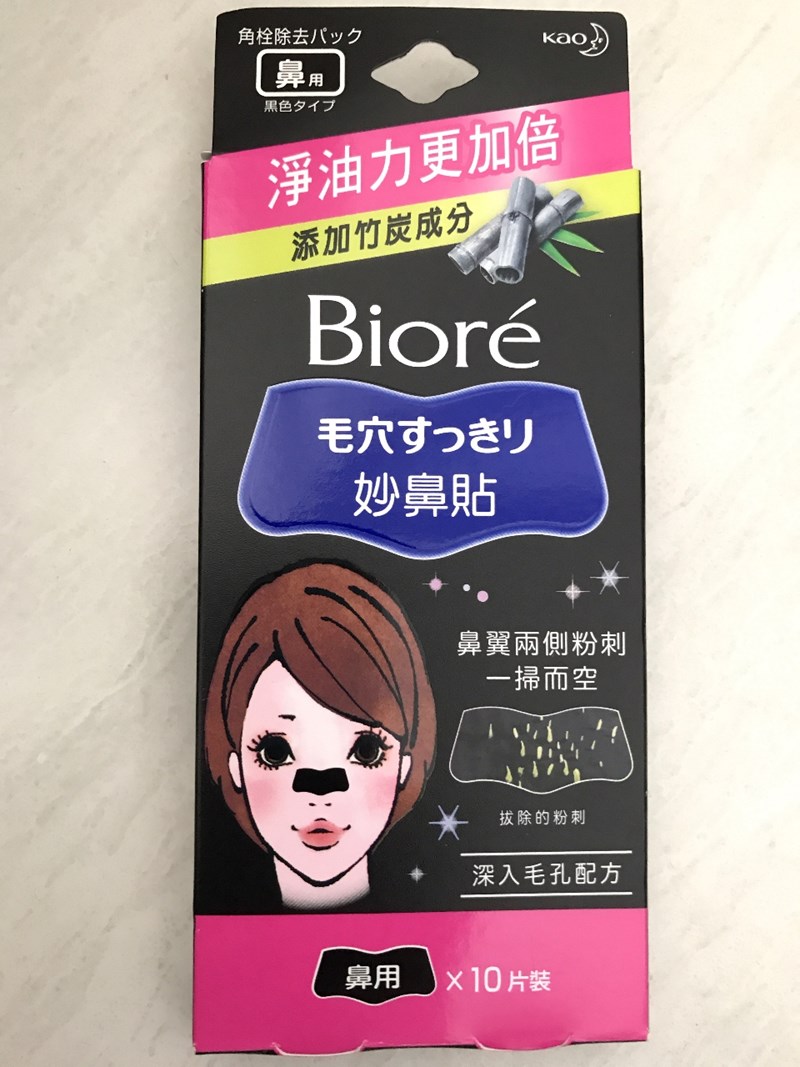 角栓除去パック
鼻用
黒色タイプ
Kao
淨油力更加倍
添加竹炭成分
Bioré
毛穴すっきり
妙鼻貼
鼻翼兩側粉刺
一掃而空
拔除的粉刺
深入毛孔配方
鼻用 x10片裝